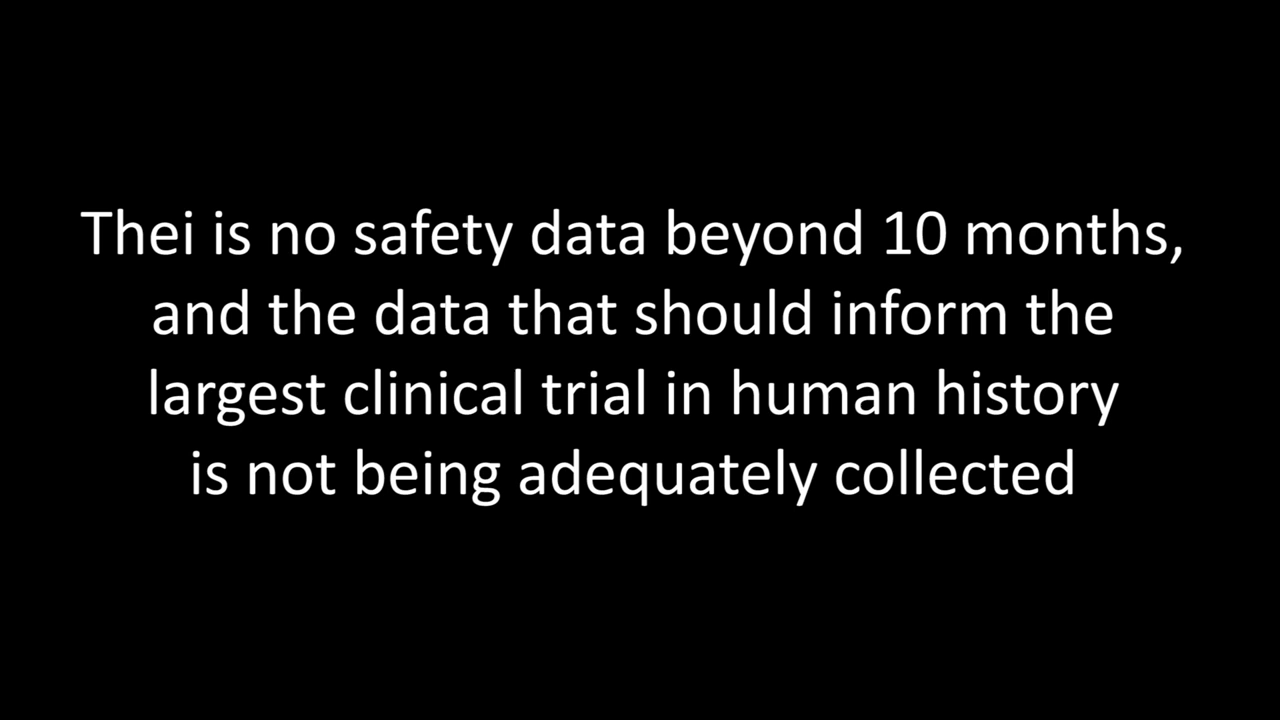 Thei is no safety data beyond 10 months,
and the data that should inform the
largest clinical trial in human history
is not being adequately collected